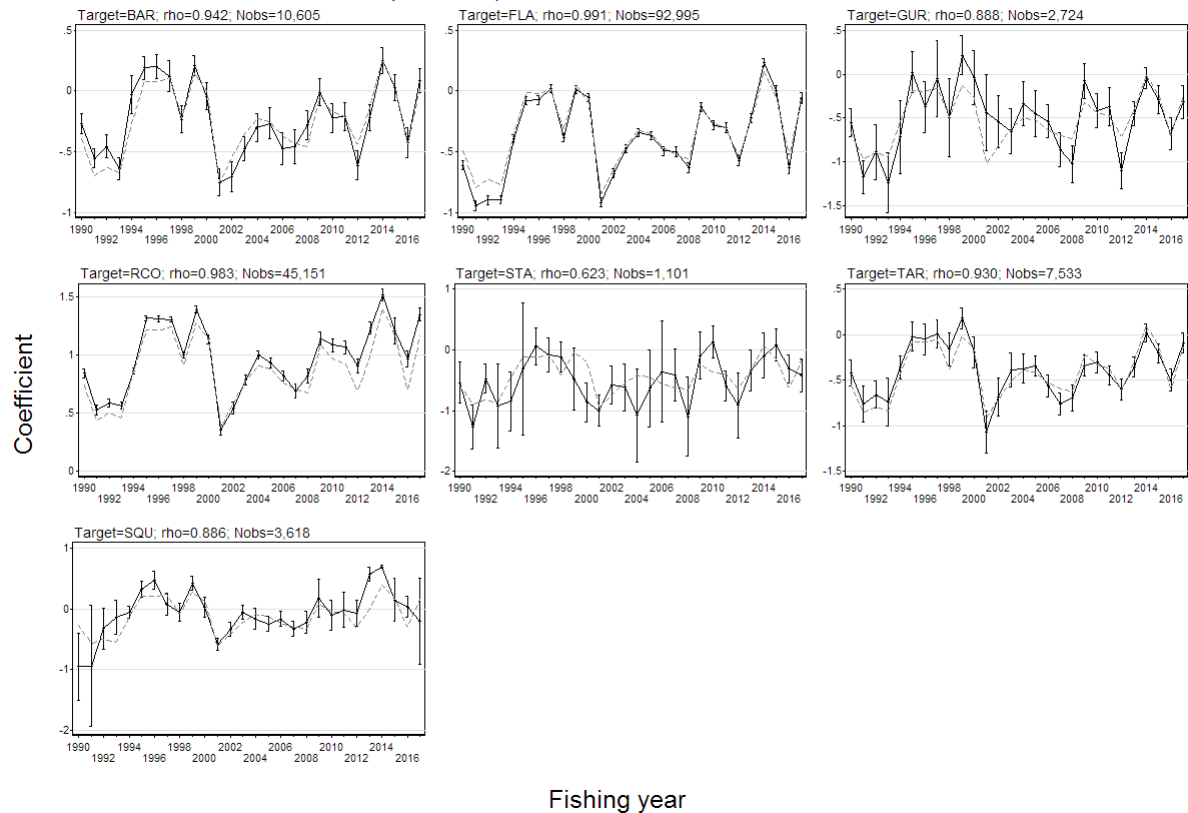 Target=BAR; rho=0.942; Nobs=10,605
.5
0
-.5
-1
1990 1994 1998 2002 2006 2010 2014
1992 1996 2000 2004 2008 2012 2016
Target=FLA; rho=0.991; Nobs=92,995
.5
0
-.5
-1
1990 1994 1998 2002 2006 2010 2014
1992 1996 2000 2004 2008 2012 2016
Target=GUR; rho=0.888; Nobs=2,724
.5
0
-.5
-1
-1.5
1990 1994 1998 2002 2006 2010 2014
1992 1996 2000 2004 2008 2012 2016
Target=RCO; rho=0.983; Nobs=45,151
1.5
1
.5
0
1990 1994 1998 2002 2006 2010 2014
1992 1996 2000 2004 2008 2012 2016
Target=STA; rho=0.623; Nobs=1,101
1
0
-1
-2
1990 1994 1998 2002 2006 2010 2014
1992 1996 2000 2004 2008 2012 2016
Target=TAR; rho=0.930; Nobs=7,533
.5
0
-.5
-1
-1.5
1990 1994 1998 2002 2006 2010 2014
1992 1996 2000 2004 2008 2012 2016
Target=SQU; rho=0.886; Nobs=3,618
1
0
-1
-2
1990 1994 1998 2002 2006 2010 2014
1992 1996 2000 2004 2008 2012 2016
Coefficient
Fishing year